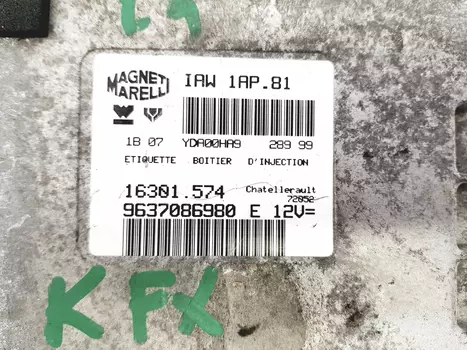 MAGNETI
MARELLI
IAW 1AP.81
1B 07 YDA00HA9 289 99
ETIQUETTE BOITIER D'INJECTION
16301.574 Chatellerault
72052
9637086980 E 12V=
KFX